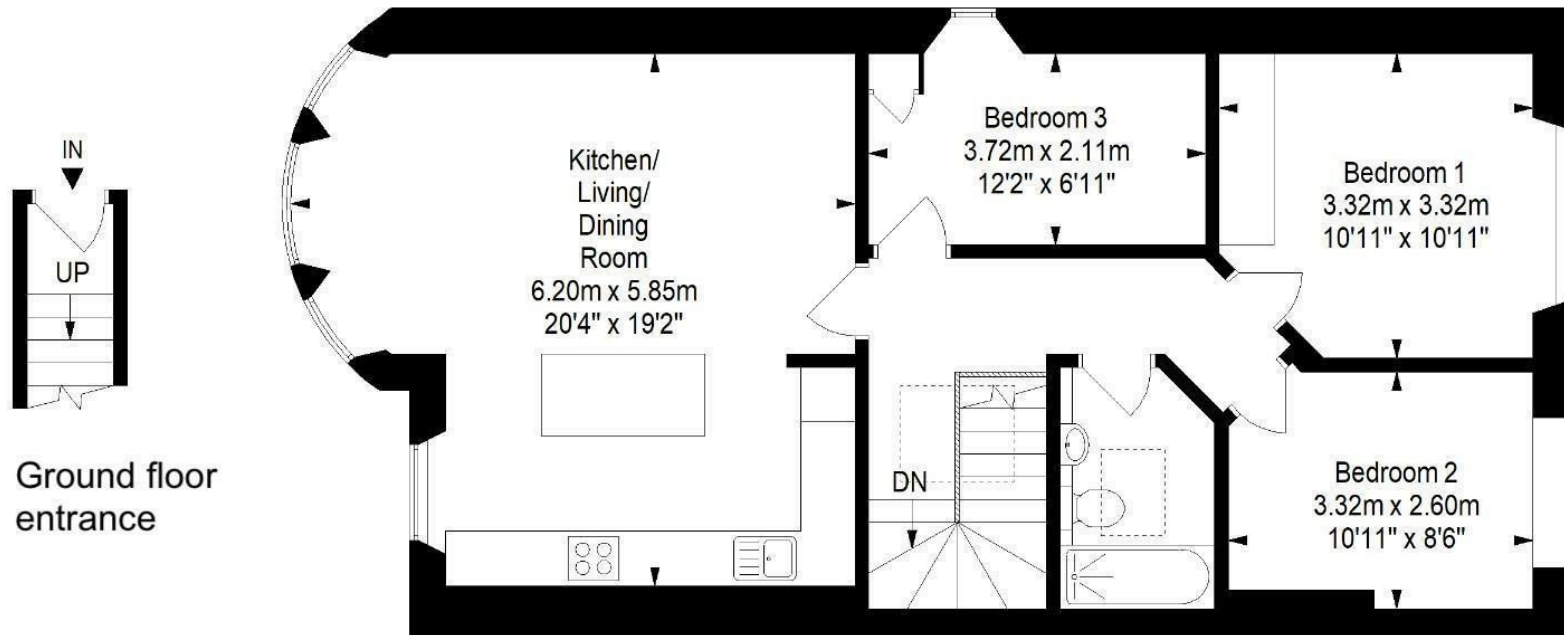 IN
UP
Ground floor
entrance
Kitchen/
Living/
Dining
Room
6.20m x 5.85m
20'4" x 19'2"
Bedroom 3
3.72m x 2.11m
12'2" x 6'11"
Bedroom 1
3.32m x 3.32m
10'11" x 10'11"
DN
Bedroom 2
3.32m x 2.60m
10'11" x 8'6"